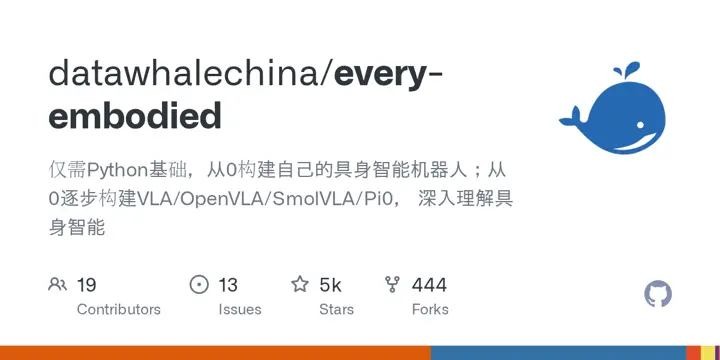 datawhalechina/every-
embodied
仅需Python基础，从0构建自己的具身智能机器人；从
0逐步构建VLA/OpenVLA/SmolVLA/Pi0， 深入理解具
身智能
19 13 5k 444
Contributors Issues Stars Forks